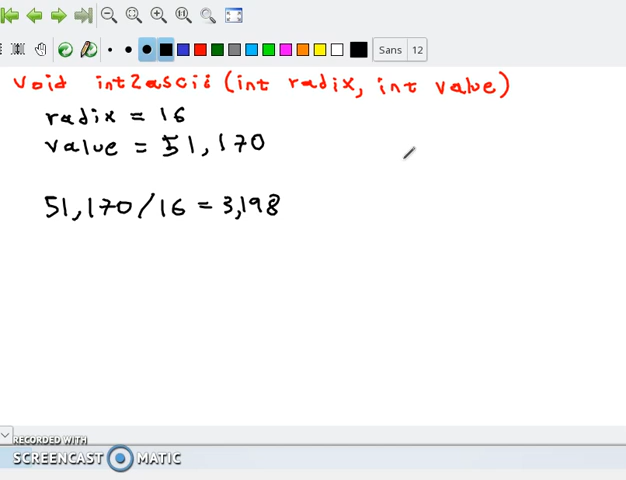 Sans 12
void int2ascii (int radix, int value)
radix = 16
value = 51,170
51,170 / 16 = 3,198
RECORDED WITH
SCREENCAST MATIC